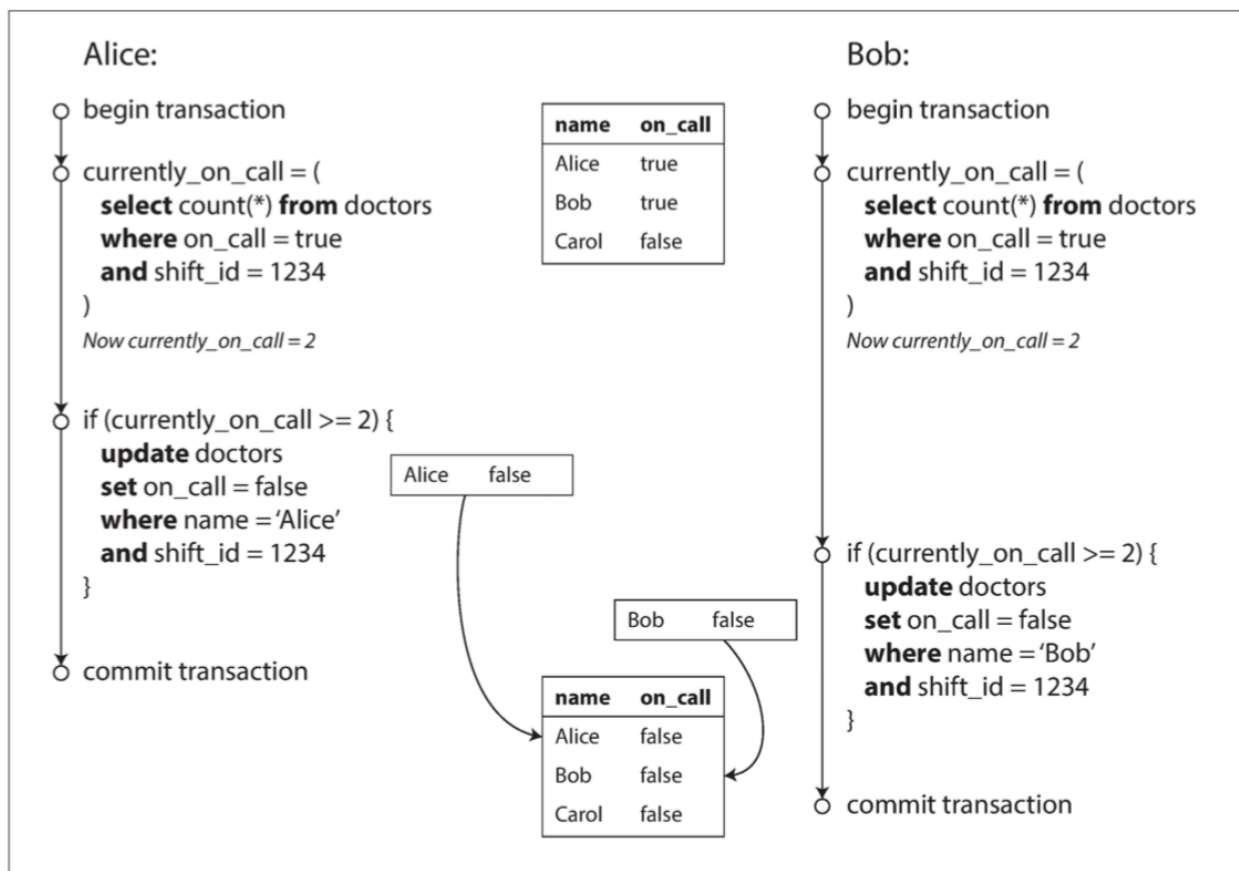 Alice:
begin transaction
currently_on_call = (
select count(*) from doctors
where on_call = true
and shift_id = 1234
)
Now currently_on_call = 2
if (currently_on_call >= 2) {
update doctors
set on_call = false
where name = ‘Alice’
and shift_id = 1234
}
commit transaction
name on_call
Alice true
Bob true
Carol false
Alice false
Bob false
name on_call
Alice false
Bob false
Carol false
Bob:
begin transaction
currently_on_call = (
select count(*) from doctors
where on_call = true
and shift_id = 1234
)
Now currently_on_call = 2
if (currently_on_call >= 2) {
update doctors
set on_call = false
where name = ‘Bob’
and shift_id = 1234
}
commit transaction